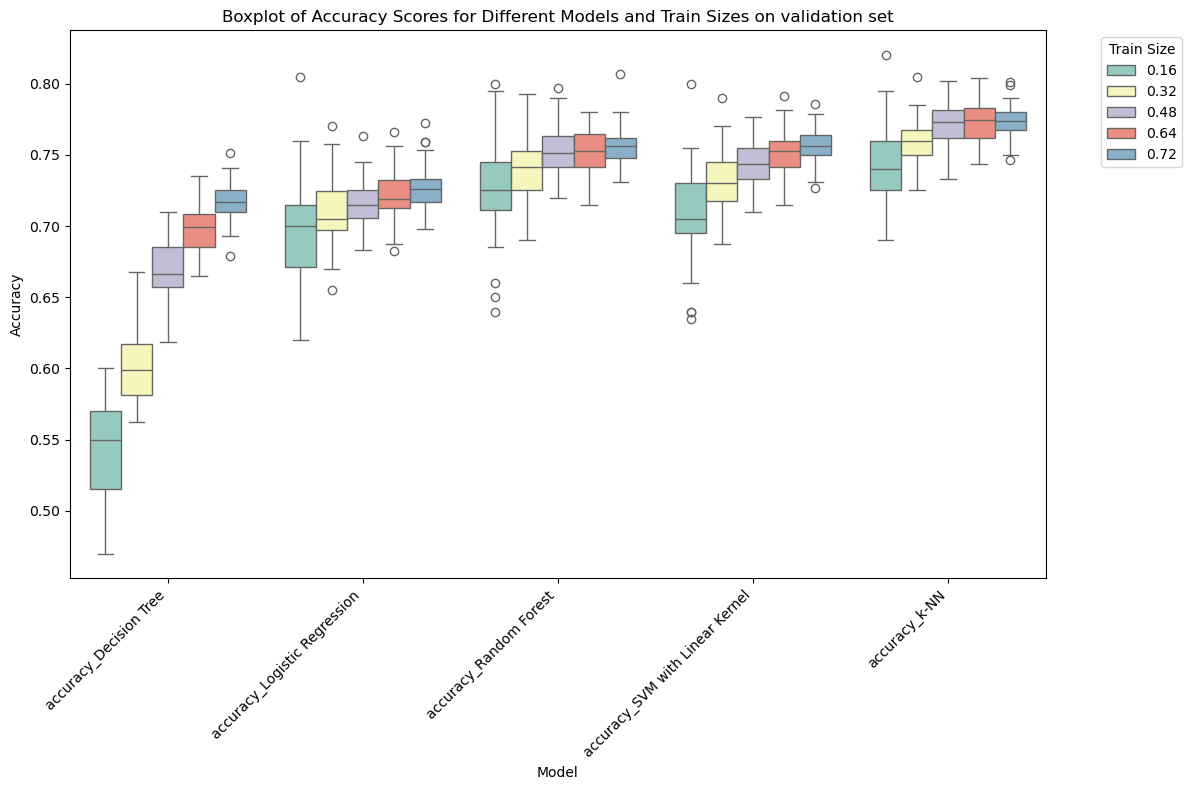 Boxplot of Accuracy Scores for Different Models and Train Sizes on validation set
Train Size
0.16
0.32
0.48
0.64
0.72
Accuracy
0.80
0.75
0.70
0.65
0.60
0.55
0.50
accuracy_Decision Tree
accuracy_Logistic Regression
accuracy_Random Forest
accuracy_SVM with Linear Kernel
accuracy_k-NN
Model